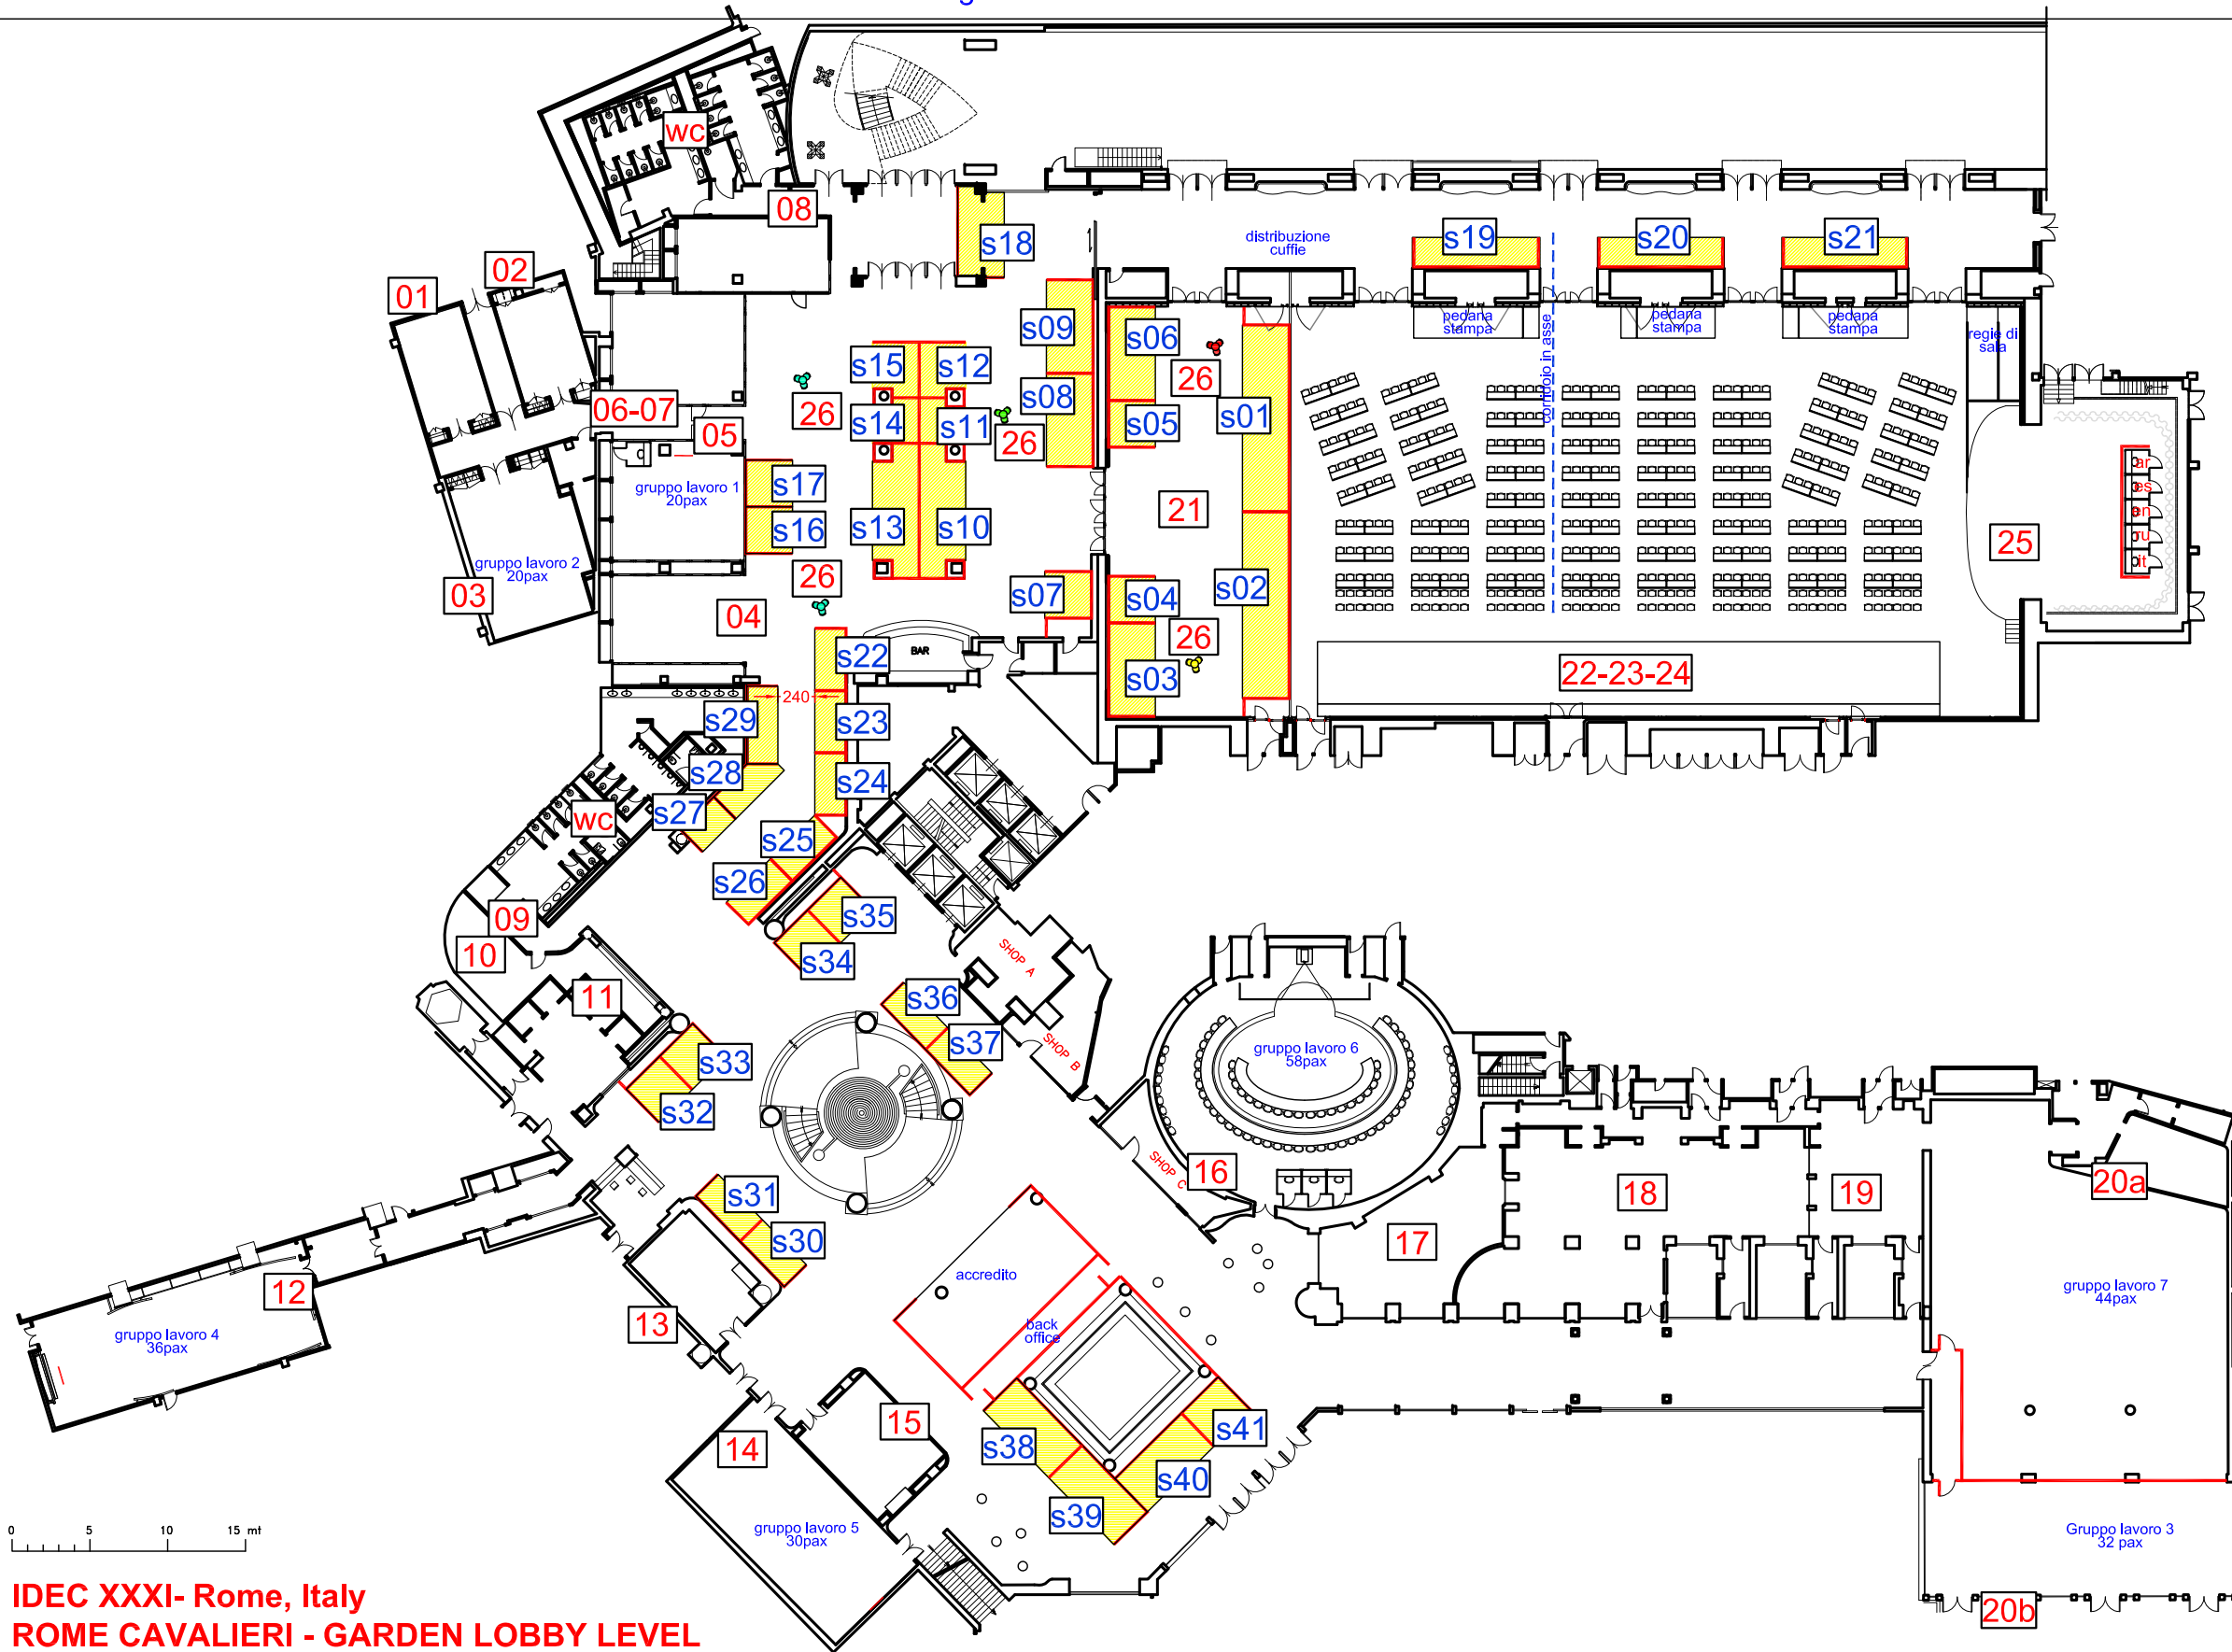 WC
08
s18
distribuzione
cuffie
s19
s20
s21
01
02
s09
s06
pedana
stampa
pedana
stampa
pedana
stampa
regie di
sala
s15
s12
s08
26
s01
corridoio in asse
26
06-07
05
s14
s11
26
s05
gruppo lavoro 1
20pax
s17
s16
s13
s10
21
ar
es
en
ru
it
25
gruppo lavoro 2
20pax
03
26
s07
s04
s02
04
26
s22
BAR
s03
22-23-24
240
s29
s23
s28
s24
s27
WC
s25
s26
09
10
s35
s34
SHOP A
11
s36
s37
SHOP B
gruppo lavoro 6
58pax
s33
s32
SHOP C
16
18
19
20a
s31
s30
17
accredito
12
13
back
office
gruppo lavoro 4
36pax
gruppo lavoro 7
44pax
14
15
s38
s41
s40
s39
gruppo lavoro 5
30pax
Gruppo lavoro 3
32 pax
20b
0 5 10 15 mt
IDEC XXXI- Rome, Italy
ROME CAVALIERI - GARDEN LOBBY LEVEL